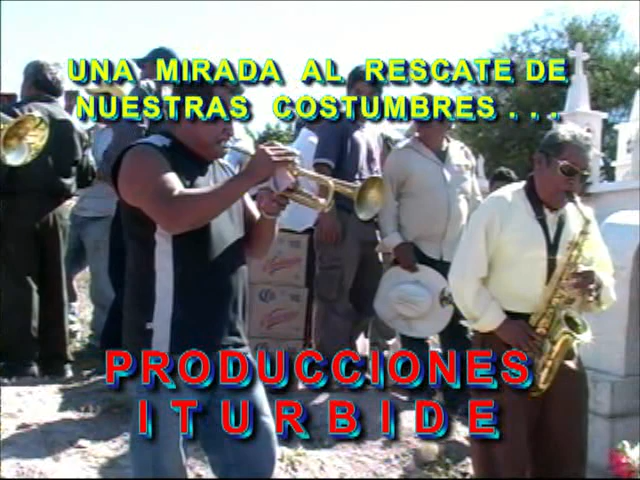 UNA MIRADA AL RESCATE DE
NUESTRAS COSTUMBRES . . .
PRODUCCIONES
ITURBIDE